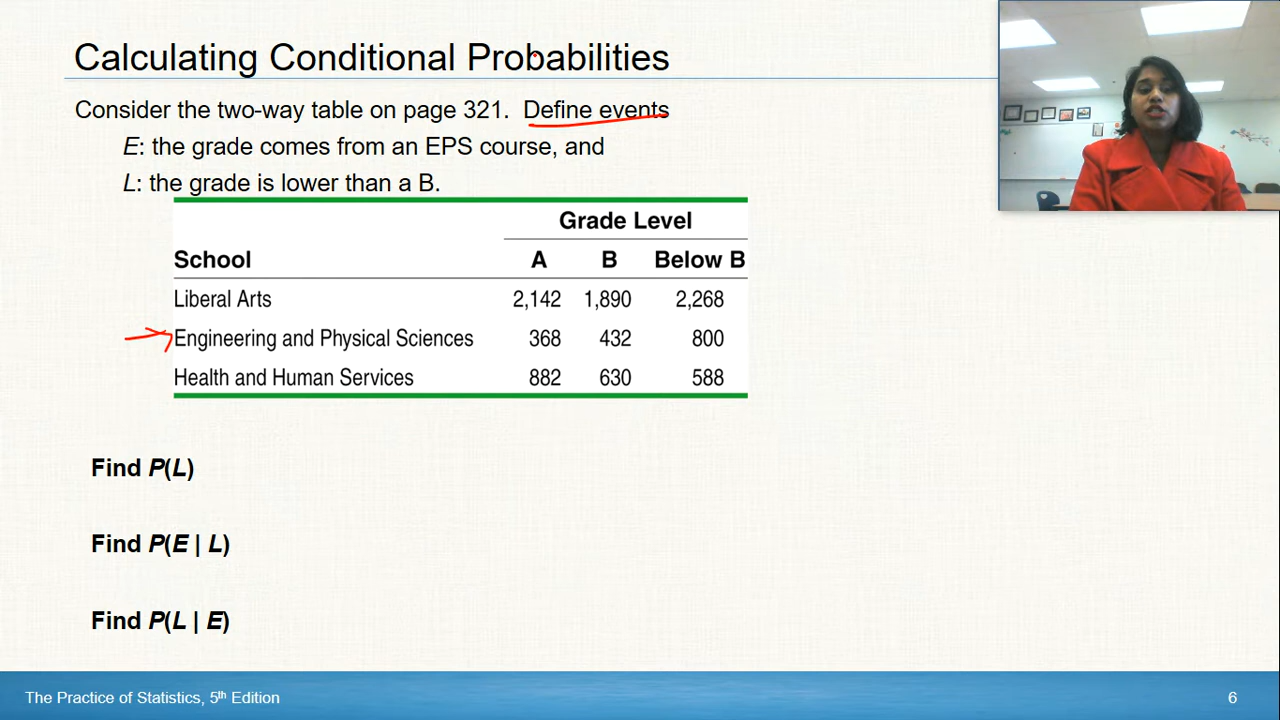 Calculating Conditional Probabilities
Consider the two-way table on page 321.  Define events
E: the grade comes from an EPS course, and
L: the grade is lower than a B.
Grade Level
School A B Below B
Liberal Arts 2,142 1,890 2,268
Engineering and Physical Sciences 368 432 800
Health and Human Services 882 630 588
Find P(L)
Find P(E | L)
Find P(L | E)
The Practice of Statistics, 5th Edition 6